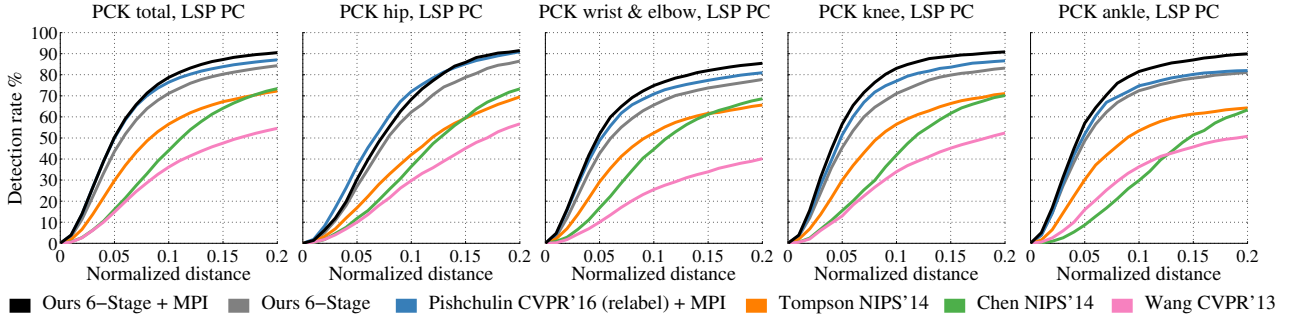 PCK total, LSP PC
PCK hip, LSP PC
PCK wrist & elbow, LSP PC
PCK knee, LSP PC
PCK ankle, LSP PC
Detection rate %
100
90
80
70
60
50
40
30
20
10
0
0 0.05 0.1 0.15 0.2
0 0.05 0.1 0.15 0.2
0 0.05 0.1 0.15 0.2
0 0.05 0.1 0.15 0.2
0 0.05 0.1 0.15 0.2
Normalized distance
Normalized distance
Normalized distance
Normalized distance
Normalized distance
Ours 6−Stage + MPI
Ours 6−Stage
Pishchulin CVPR'16 (relabel) + MPI
Tompson NIPS'14
Chen NIPS'14
Wang CVPR'13